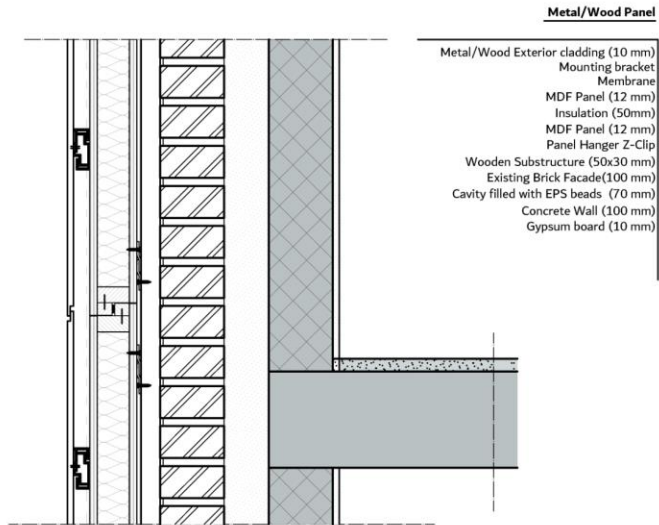 Metal/Wood Panel
Metal/Wood Exterior cladding (10 mm)
Mounting bracket
Membrane
MDF Panel (12 mm)
Insulation (50mm)
MDF Panel (12 mm)
Panel Hanger Z-Clip
Wooden Substructure (50x30 mm)
Existing Brick Facade(100 mm)
Cavity filled with EPS beads (70 mm)
Concrete Wall (100 mm)
Gypsum board (10 mm)